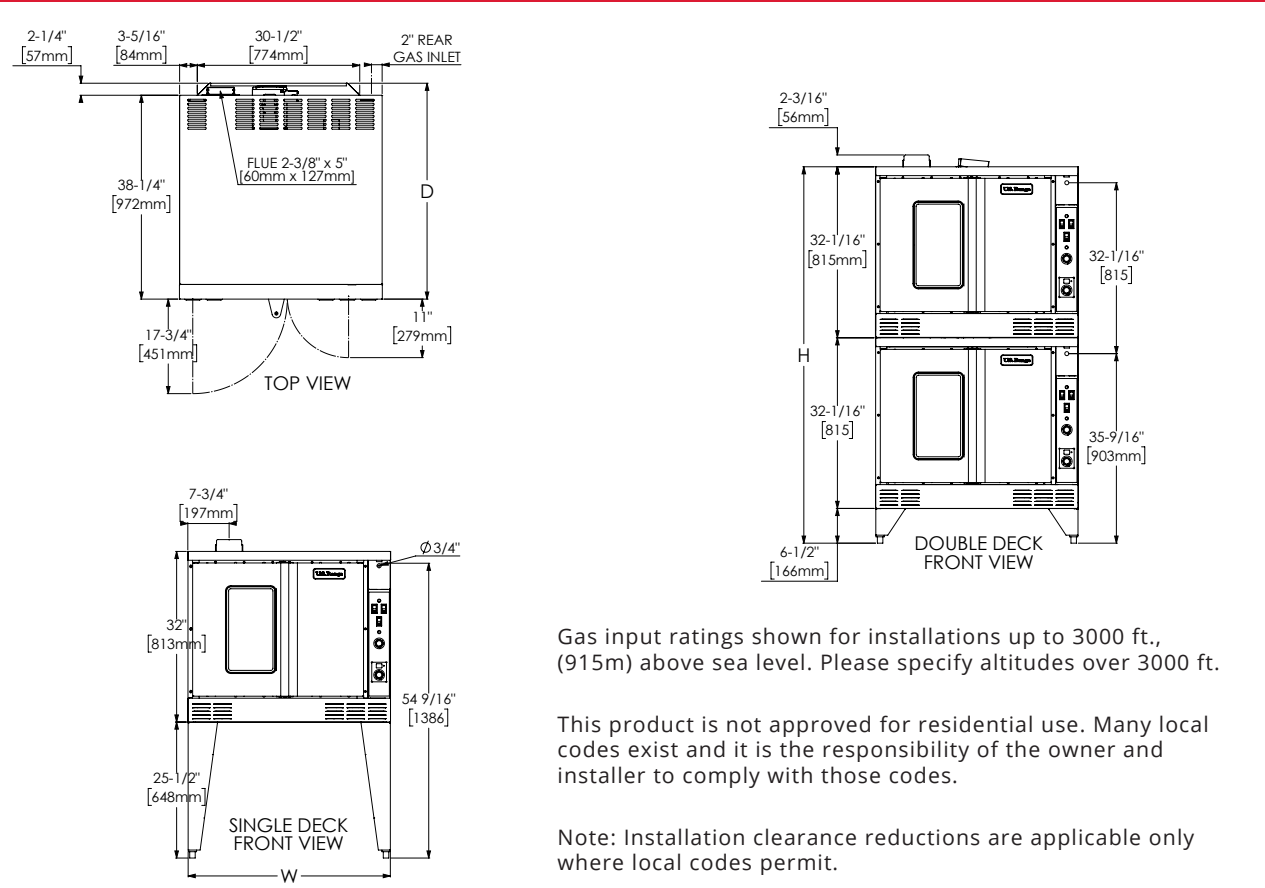 2-1/4"
[57mm]
3-5/16"
[84mm]
30-1/2"
[774mm]
2" REAR
GAS INLET
FLUE 2-3/8" x 5"
[60mm x 127mm]
38-1/4"
[972mm]
D
17-3/4"
[451mm]
11"
[279mm]
TOP VIEW
2-3/16"
[56mm]
U.S. Range
32-1/16"
[815mm]
32-1/16"
[815]
H
U.S. Range
32-1/16"
[815]
35-9/16"
[903mm]
6-1/2"
[166mm]
DOUBLE DECK
FRONT VIEW
7-3/4"
[197mm]
Ø3/4"
U.S. Range
32"
[813mm]
54 9/16"
[1386]
25-1/2"
[648mm]
SINGLE DECK
FRONT VIEW
W
Gas input ratings shown for installations up to 3000 ft.,
(915m) above sea level. Please specify altitudes over 3000 ft.
This product is not approved for residential use. Many local
codes exist and it is the responsibility of the owner and
installer to comply with those codes.
Note: Installation clearance reductions are applicable only
where local codes permit.